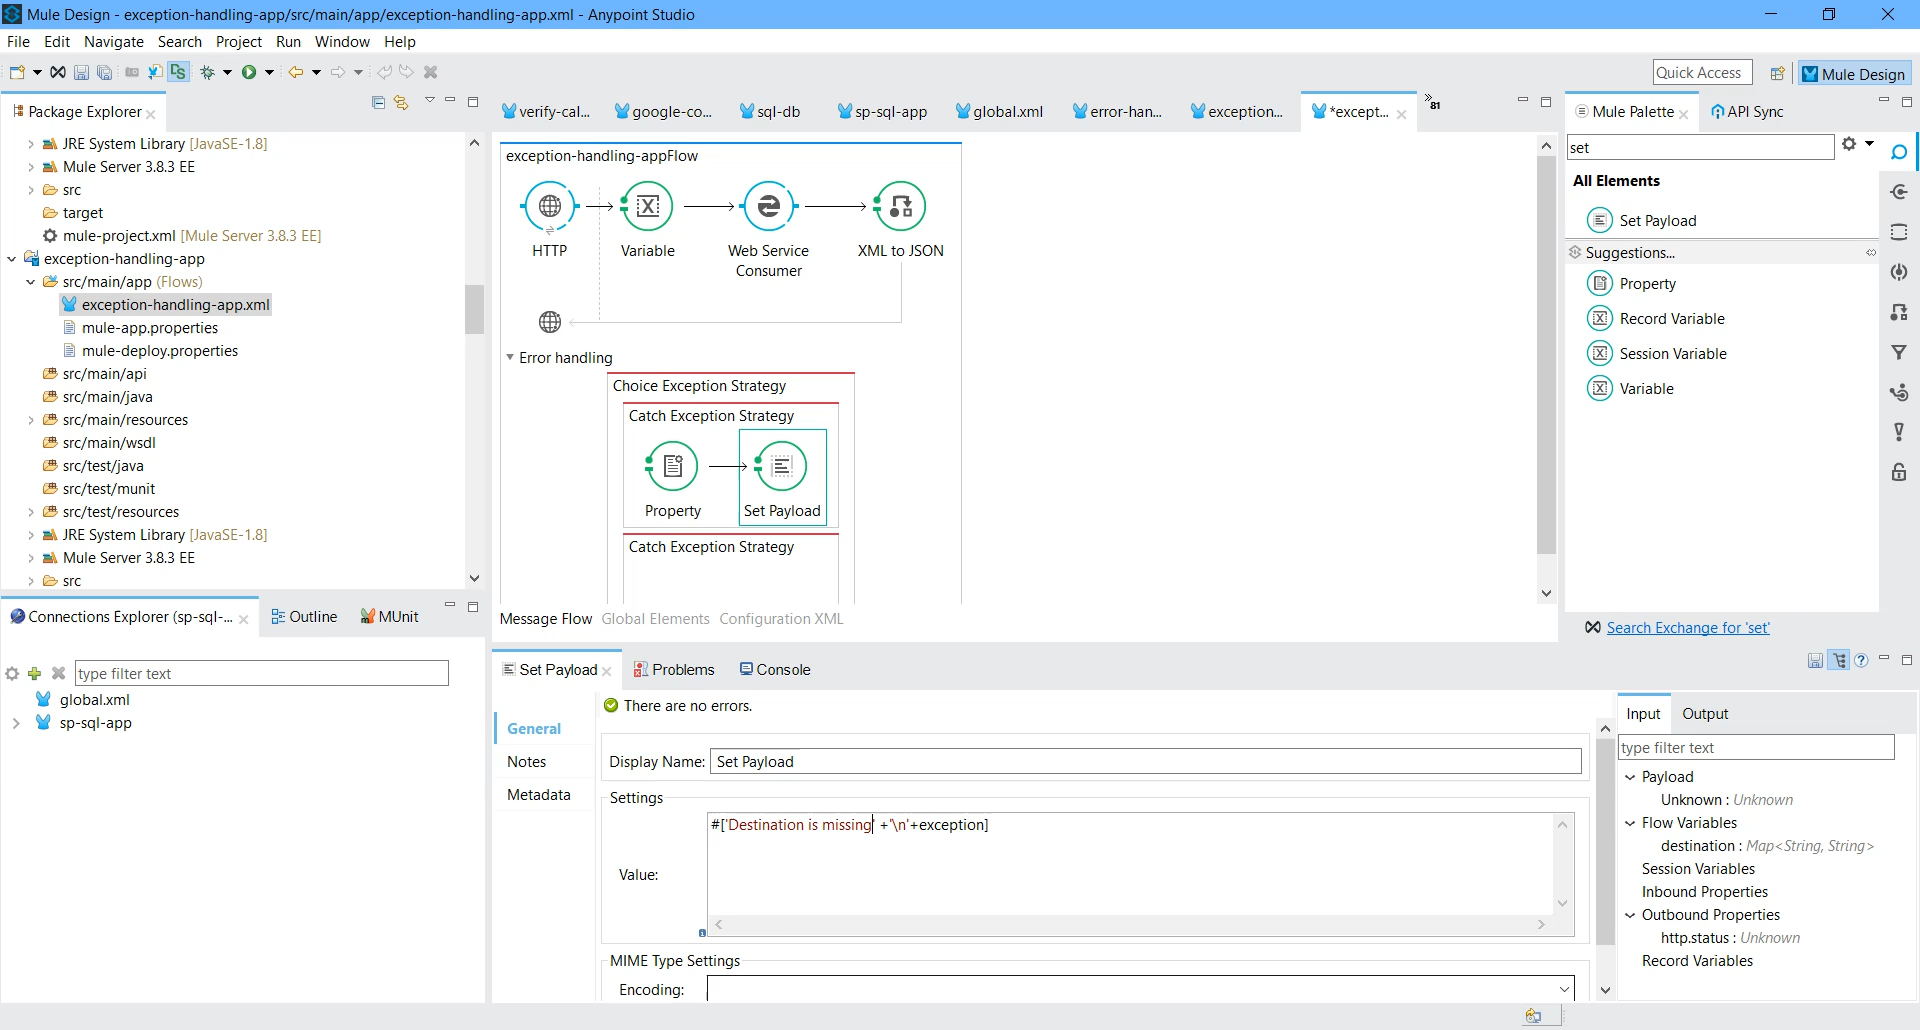 Mule Design - exception-handling-app/src/main/app/exception-handling-app.xml - Anypoint Studio
File Edit Navigate Search Project Run Window Help
Quick Access
Mule Design
Package Explorer
JRE System Library [JavaSE-1.8]
Mule Server 3.8.3 EE
src
target
mule-project.xml [Mule Server 3.8.3 EE]
exception-handling-app
src/main/app (Flows)
exception-handling-app.xml
mule-app.properties
mule-deploy.properties
src/main/api
src/main/java
src/main/resources
src/main/wsdl
src/test/java
src/test/munit
src/test/resources
JRE System Library [JavaSE-1.8]
Mule Server 3.8.3 EE
src
Connections Explorer (sp-sql-... Outline MUnit
type filter text
global.xml
sp-sql-app
verify-cal... google-co... sql-db sp-sql-app global.xml error-han... exception... *except... »81
exception-handling-appFlow
HTTP Variable Web Service Consumer XML to JSON
Error handling
Choice Exception Strategy
Catch Exception Strategy
Property Set Payload
Catch Exception Strategy
Message Flow Global Elements Configuration XML
Mule Palette API Sync
set
All Elements
Set Payload
Suggestions...
Property
Record Variable
Session Variable
Variable
Search Exchange for 'set'
Set Payload Problems Console
There are no errors.
General
Notes
Metadata
Display Name: Set Payload
Settings
#['Destination is missing' +'\n'+exception]
Value:
MIME Type Settings
Encoding:
Input Output
type filter text
Payload
Unknown : Unknown
Flow Variables
destination : Map<String, String>
Session Variables
Inbound Properties
Outbound Properties
http.status : Unknown
Record Variables